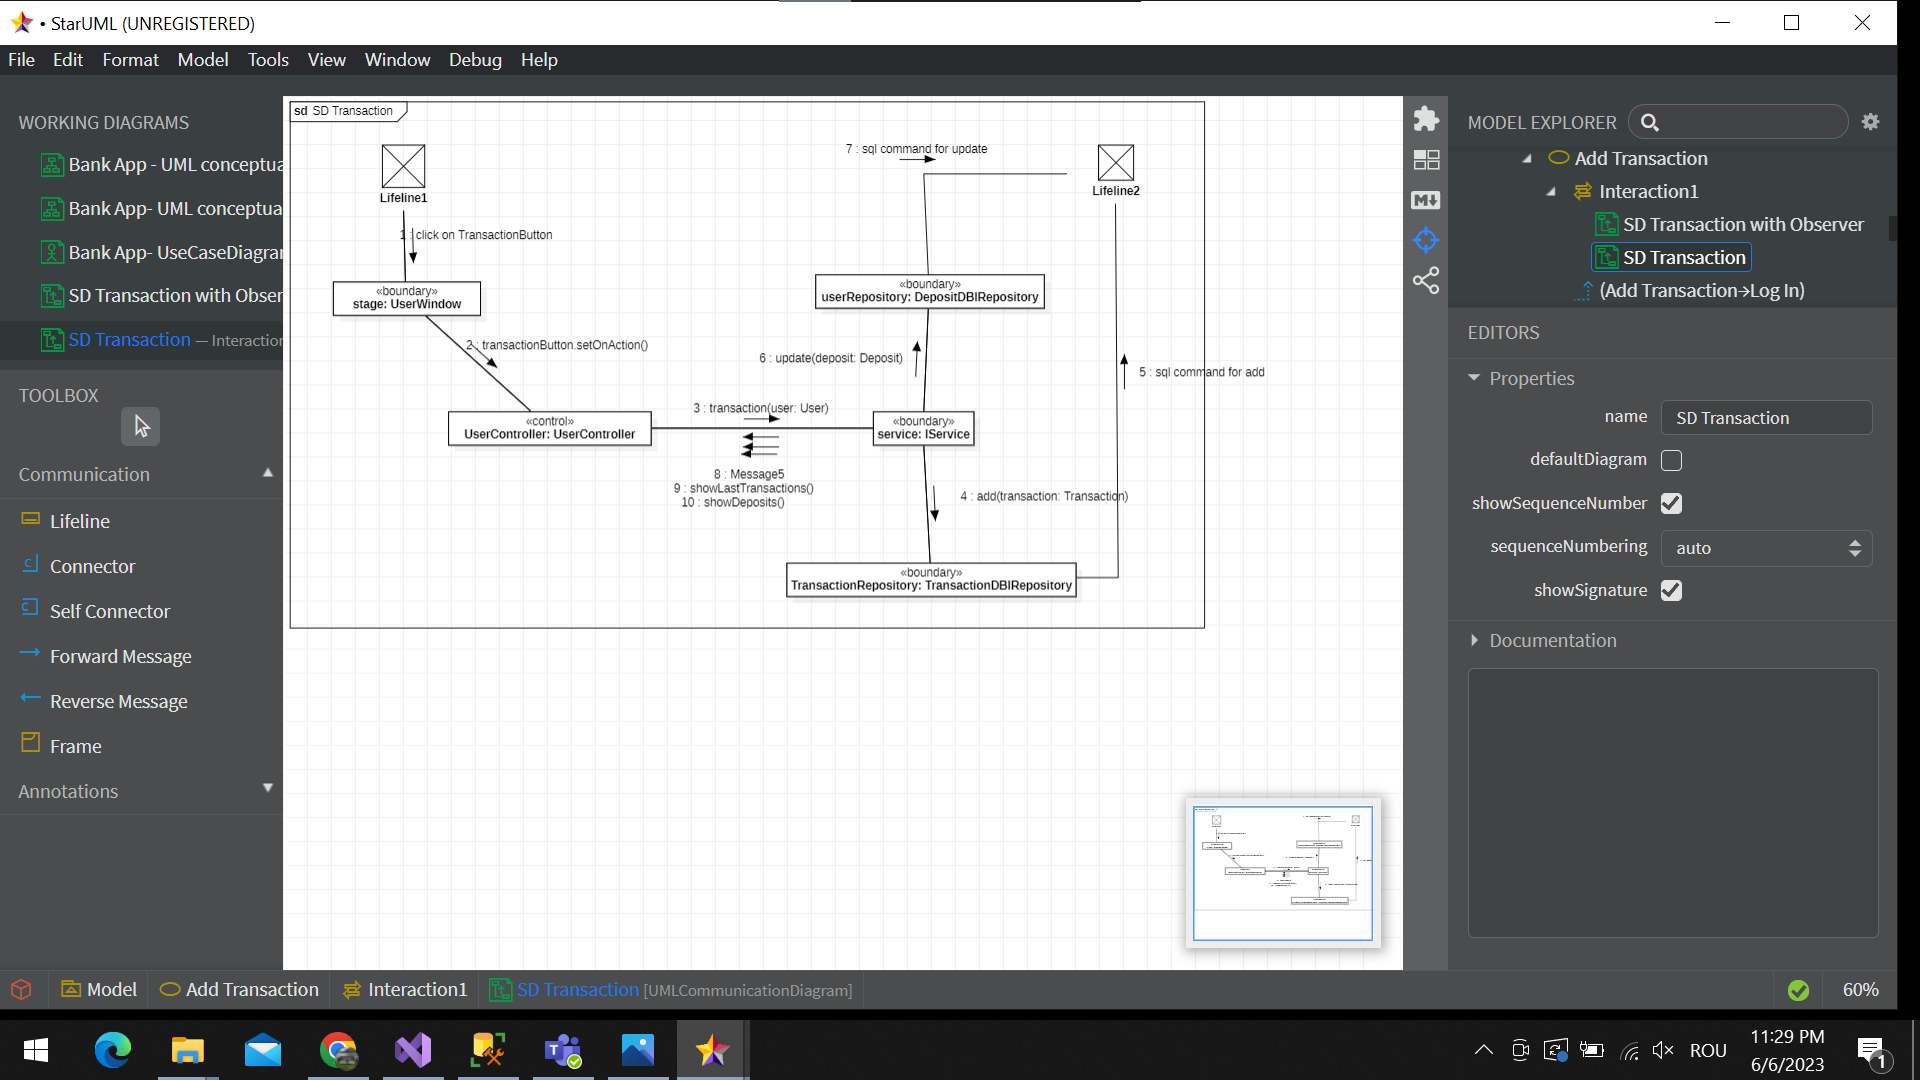 • StarUML (UNREGISTERED)
File Edit Format Model Tools View Window Debug Help
WORKING DIAGRAMS
Bank App - UML conceptua
Bank App- UML conceptua
Bank App- UseCaseDiagrar
SD Transaction with Obser
SD Transaction — Interaction
TOOLBOX
Communication
Lifeline
Connector
Self Connector
Forward Message
Reverse Message
Frame
Annotations
sd SD Transaction
Lifeline1
1 : click on TransactionButton
«boundary»
stage: UserWindow
2 : transactionButton.setOnAction()
«control»
UserController: UserController
3 : transaction(user: User)
8 : Message5
9 : showLastTransactions()
10 : showDeposits()
7 : sql command for update
Lifeline2
«boundary»
userRepository: DepositDBIRepository
6 : update(deposit: Deposit)
5 : sql command for add
«boundary»
service: IService
4 : add(transaction: Transaction)
«boundary»
TransactionRepository: TransactionDBIRepository
MODEL EXPLORER
Add Transaction
Interaction1
SD Transaction with Observer
SD Transaction
(Add Transaction→Log In)
EDITORS
Properties
name SD Transaction
defaultDiagram
showSequenceNumber
sequenceNumbering auto
showSignature
Documentation
Model Add Transaction Interaction1 SD Transaction [UMLCommunicationDiagram]
60%
ROU
11:29 PM
6/6/2023
1